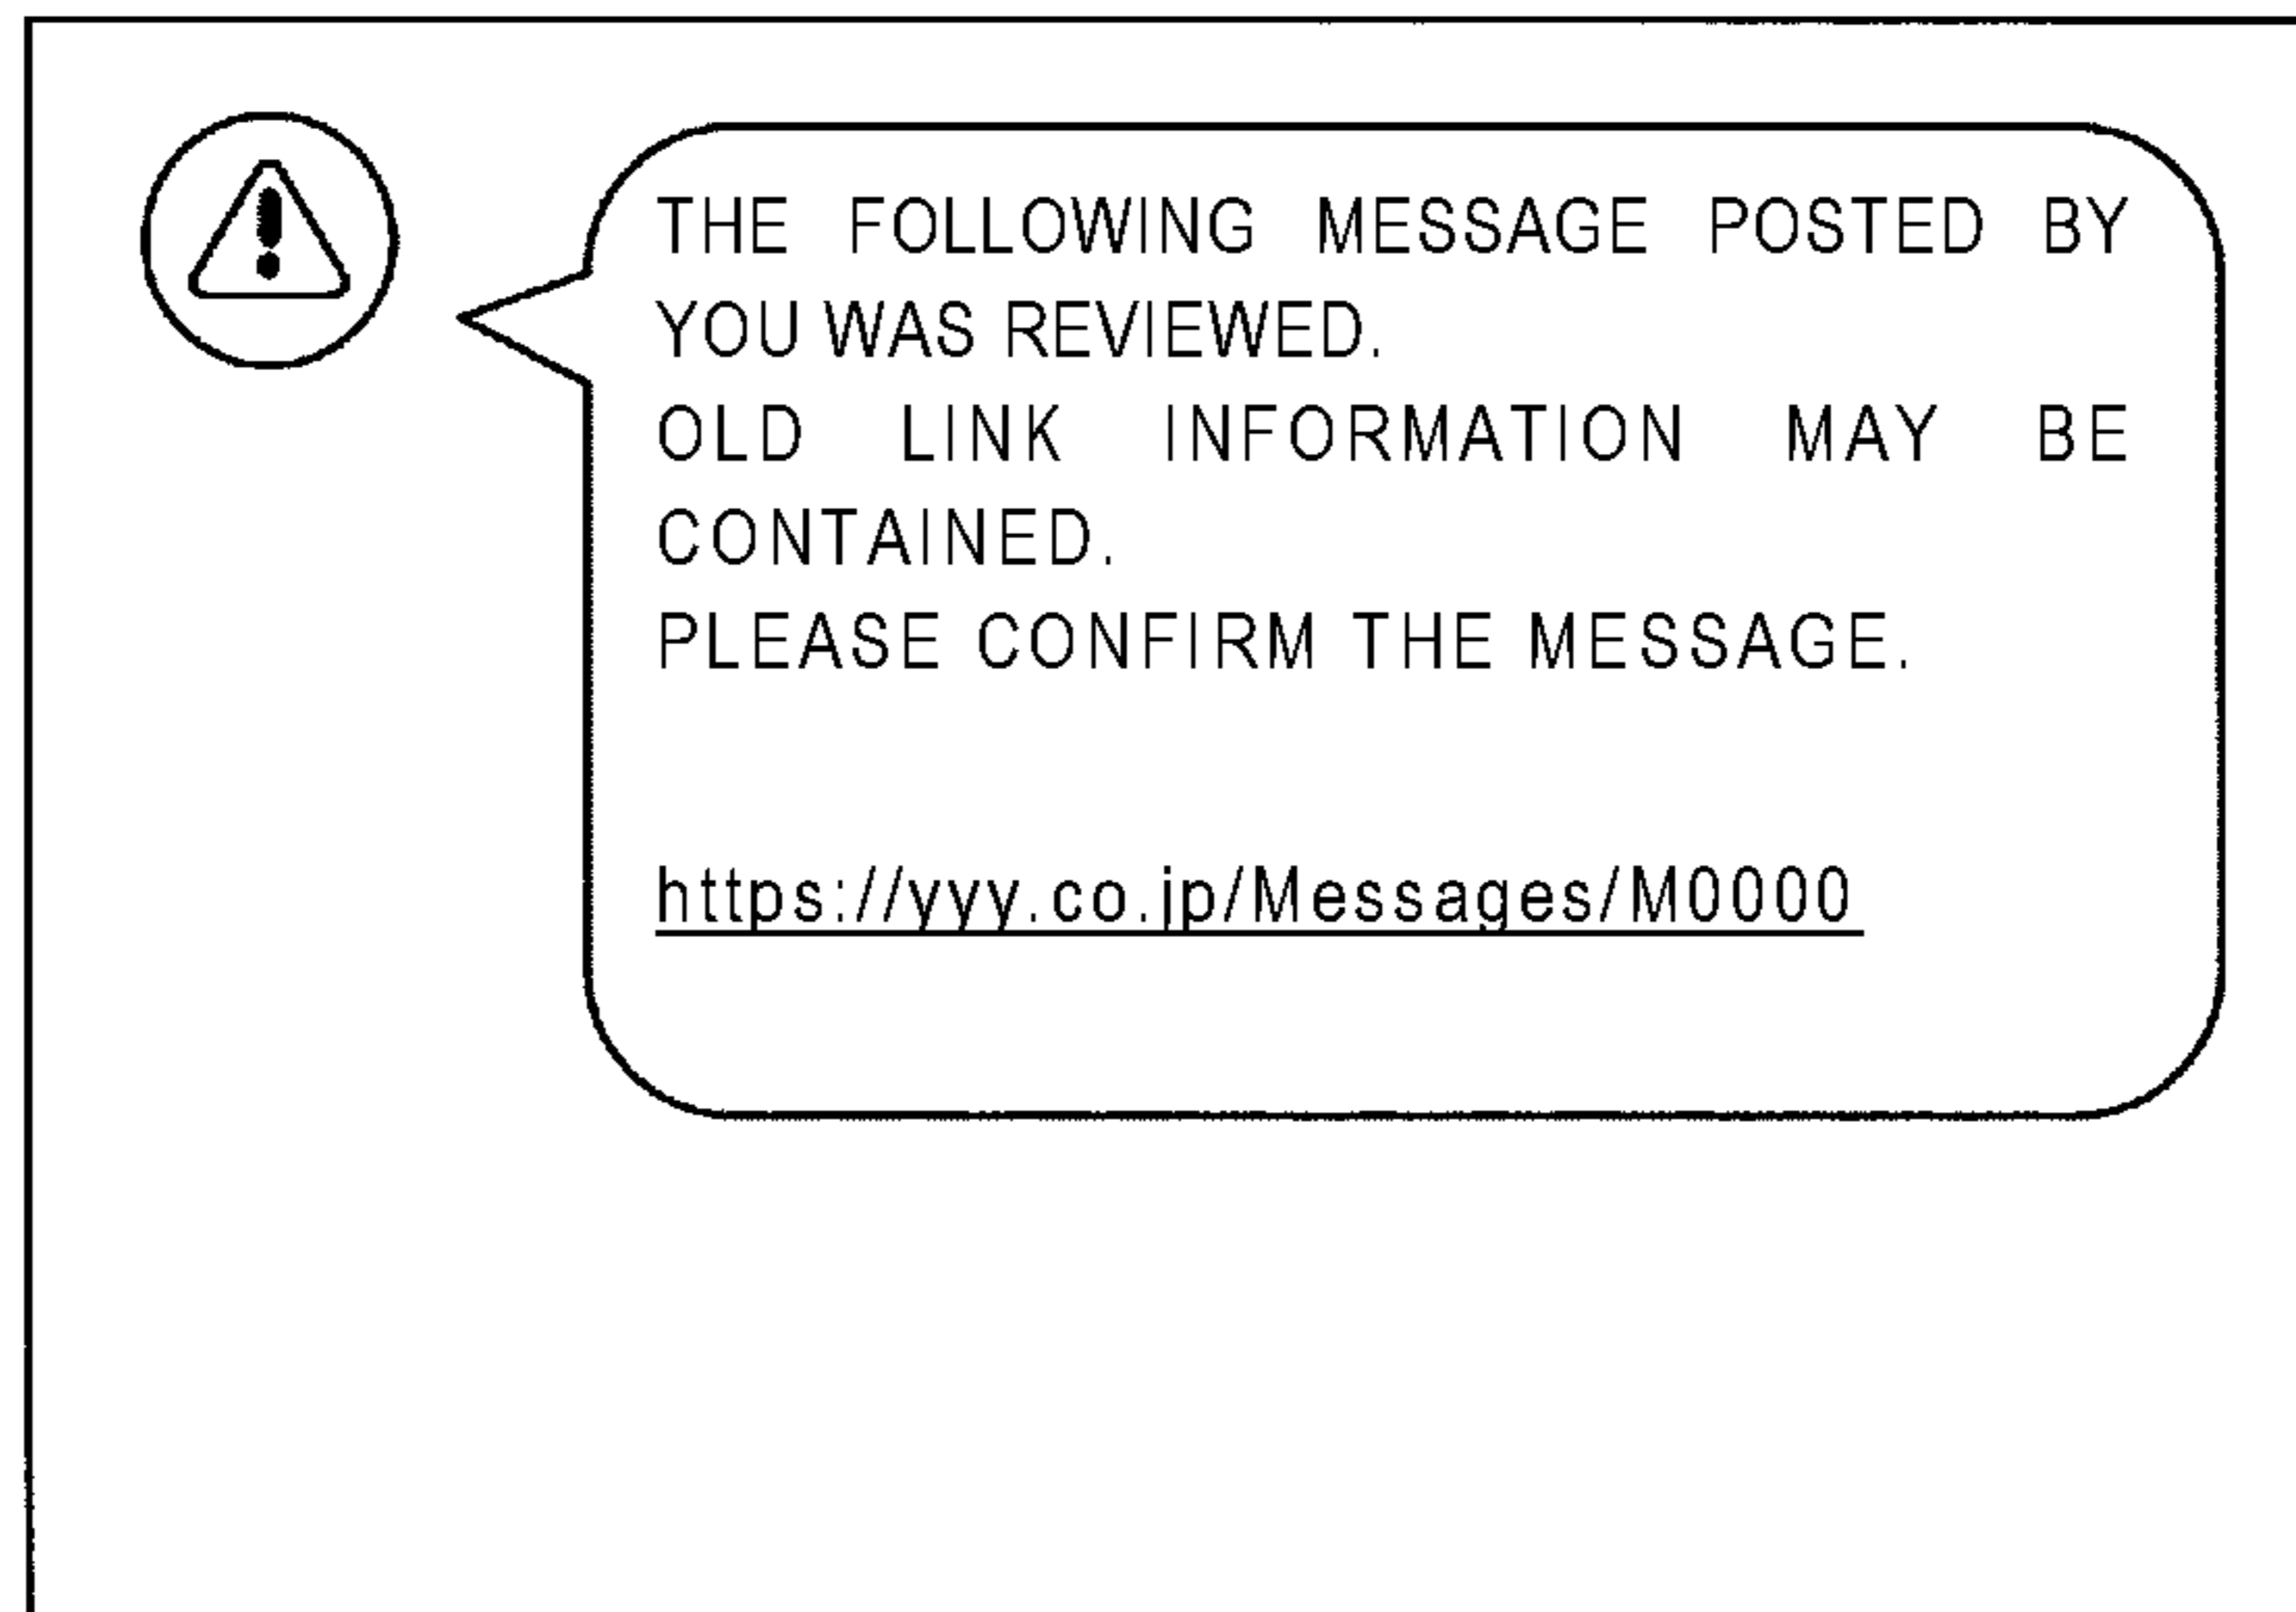 THE FOLLOWING MESSAGE POSTED BY
YOU WAS REVIEWED.
OLD LINK INFORMATION MAY BE
CONTAINED.
PLEASE CONFIRM THE MESSAGE.
https://yyy.co.jp/Messages/M0000